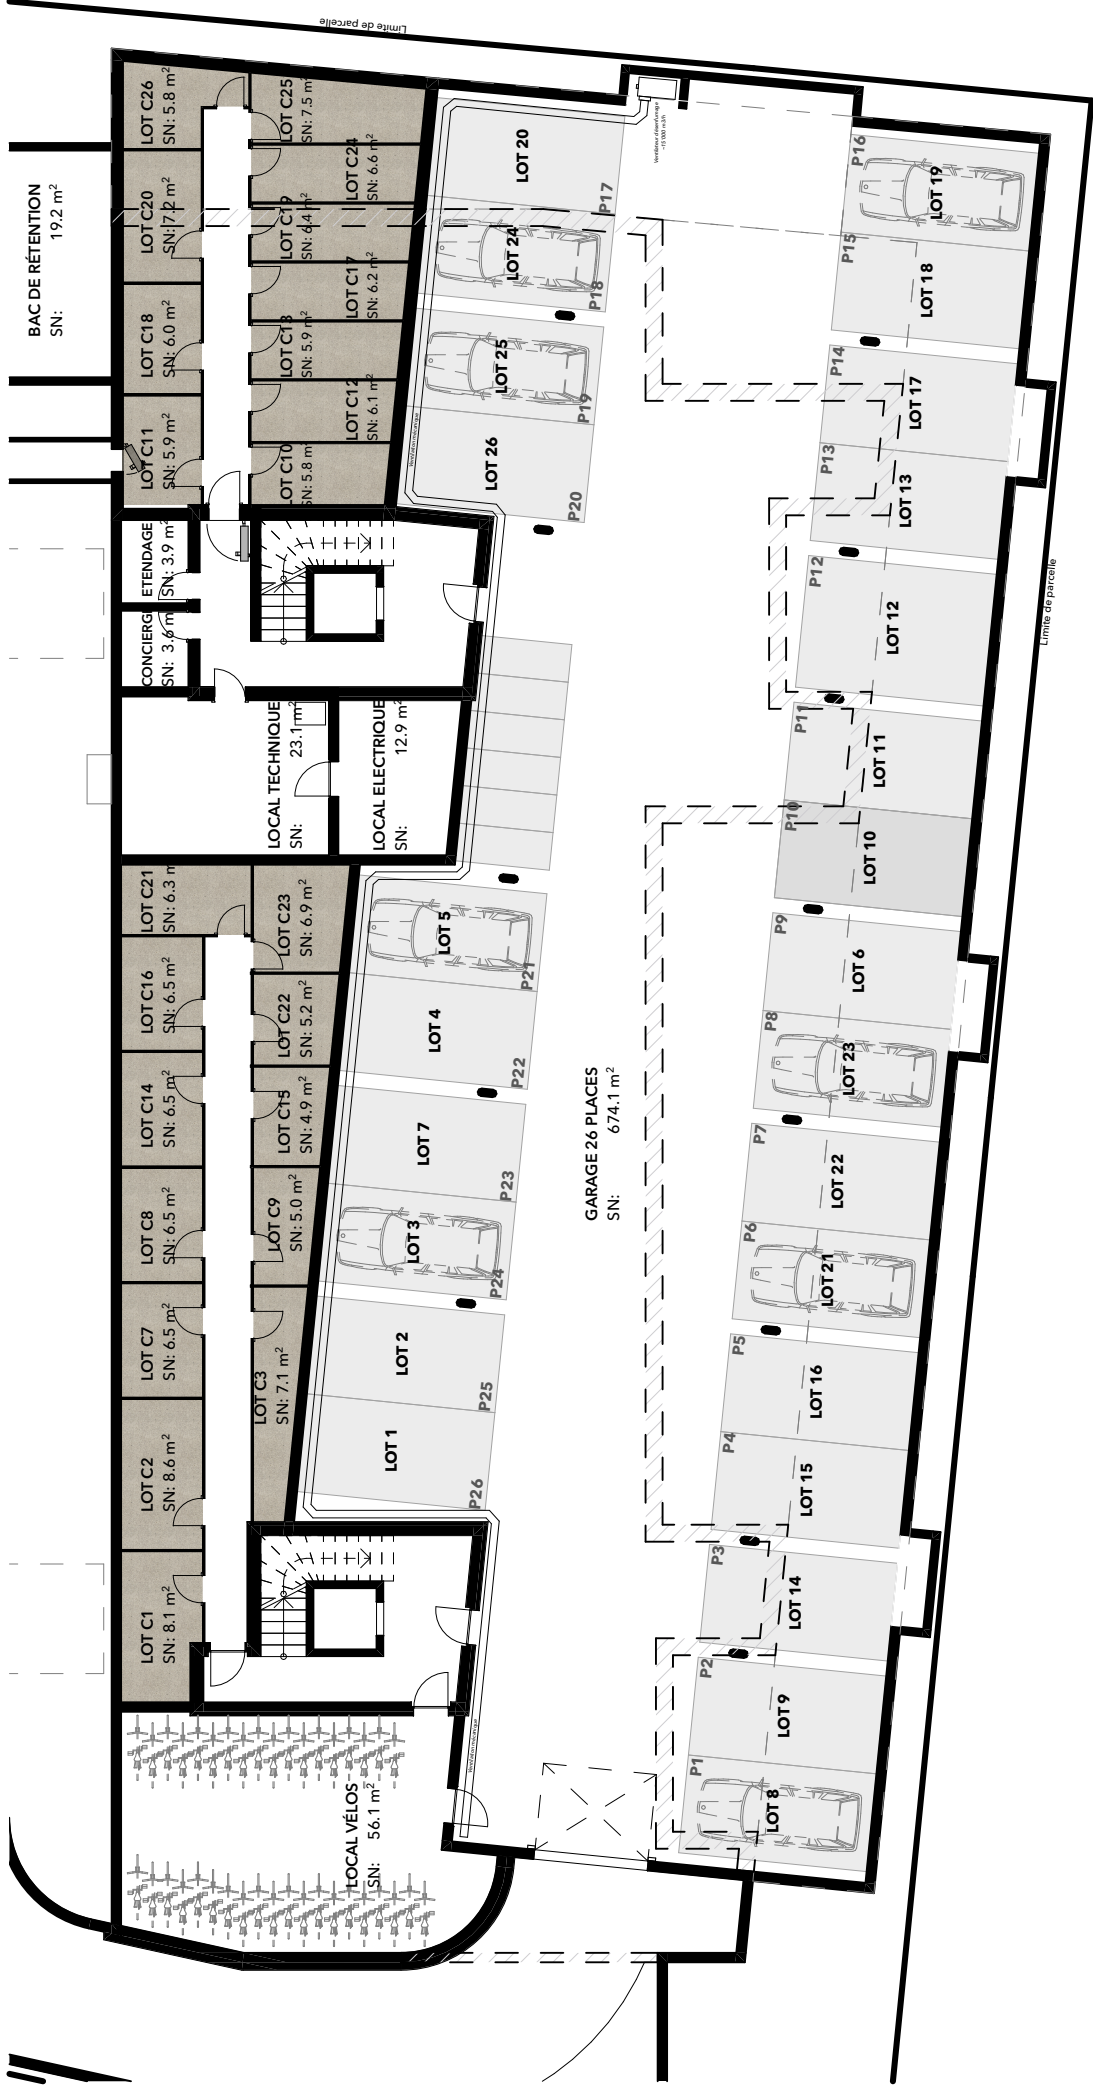 Limite de parcelle
BAC DE RÉTENTION
SN: 19.2 m²
LOT C26
SN: 5.8 m²
LOT C20
SN: 7.2 m²
LOT C18
SN: 6.0 m²
LOT C11
SN: 5.9 m²
LOT C25
SN: 7.5 m²
LOT C24
SN: 6.6 m²
LOT C19
SN: 6.4 m²
LOT C17
SN: 6.2 m²
LOT C13
SN: 5.9 m²
LOT C12
SN: 6.1 m²
LOT C10
SN: 5.8 m²
ETENDAGE
SN: 3.9 m²
CONCIERGE
SN: 3.6 m²
LOCAL TECHNIQUE
SN: 23.1 m²
LOCAL ELECTRIQUE
SN: 12.9 m²
LOT C21
SN: 6.3 m²
LOT C16
SN: 6.5 m²
LOT C14
SN: 6.5 m²
LOT C8
SN: 6.5 m²
LOT C7
SN: 6.5 m²
LOT C2
SN: 8.6 m²
LOT C1
SN: 8.1 m²
LOT C23
SN: 6.9 m²
LOT C22
SN: 5.2 m²
LOT C15
SN: 4.9 m²
LOT C9
SN: 5.0 m²
LOT C3
SN: 7.1 m²
LOCAL VÉLOS
SN: 56.1 m²
Ventilateur désenfumage
~15'000 m3/h
Ventilation mécanique
Ventilation mécanique
LOT 20
P17
LOT 24
P18
LOT 25
P19
LOT 26
P20
LOT 5
P21
LOT 4
P22
LOT 7
P23
LOT 3
P24
LOT 2
P25
LOT 1
P26
GARAGE 26 PLACES
SN: 674.1 m²
P16
LOT 19
P15
LOT 18
P14
LOT 17
P13
LOT 13
P12
LOT 12
P11
LOT 11
P10
LOT 10
P9
LOT 6
P8
LOT 23
P7
LOT 22
P6
LOT 21
P5
LOT 16
P4
LOT 15
P3
LOT 14
P2
LOT 9
P1
LOT 8
Limite de parcelle